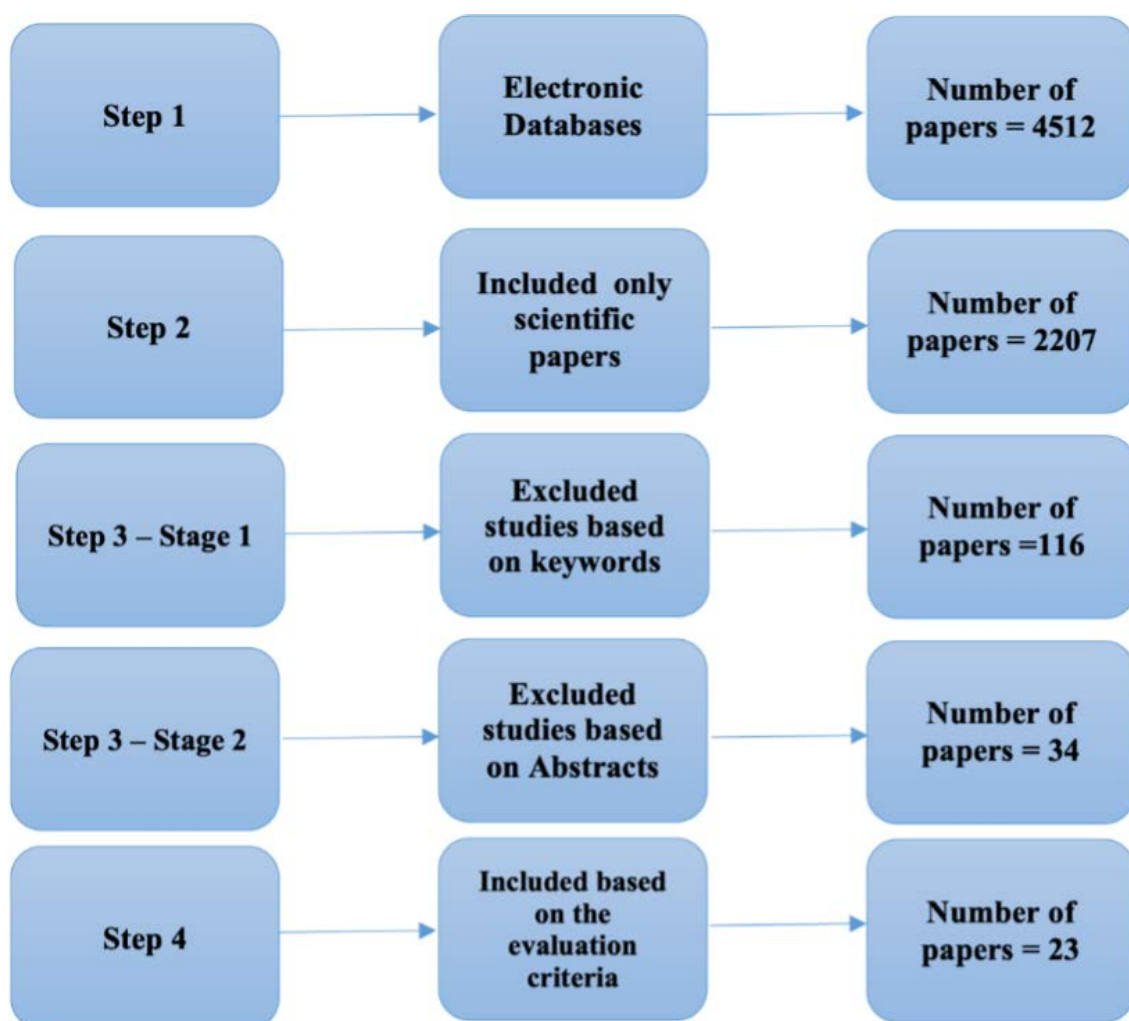 Step 1
Electronic
Databases
Number of
papers = 4512
Step 2
Included only
scientific
papers
Number of
papers = 2207
Step 3 – Stage 1
Excluded
studies based
on keywords
Number of
papers =116
Step 3 – Stage 2
Excluded
studies based
on Abstracts
Number of
papers = 34
Step 4
Included based
on the
evaluation
criteria
Number of
papers = 23